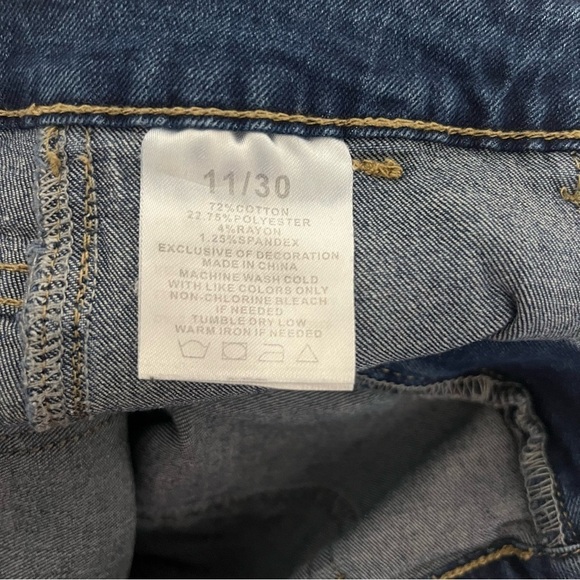 11/30
72%COTTON
22.75%POLYESTER
4%RAYON
1.25%SPANDEX
EXCLUSIVE OF DECORATION
MADE IN CHINA
MACHINE WASH COLD
WITH LIKE COLORS ONLY
NON-CHLORINE BLEACH
IF NEEDED
TUMBLE DRY LOW
WARM IRON IF NEEDED